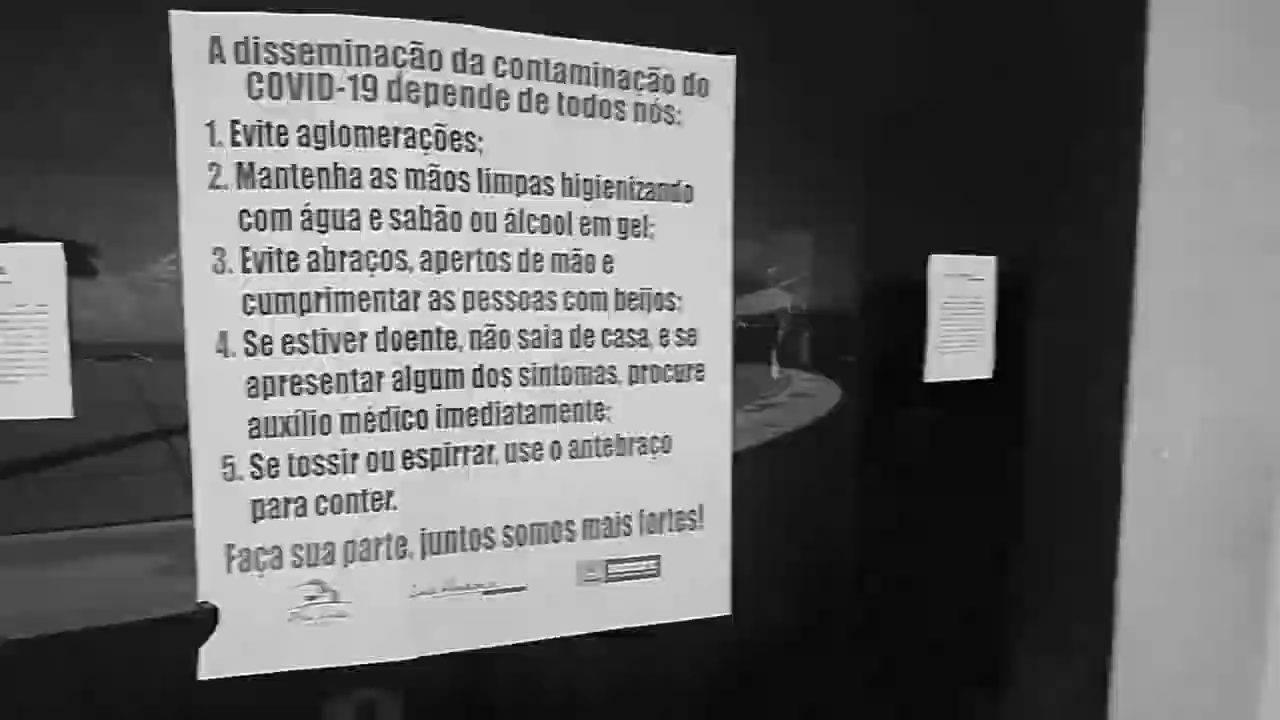 A disseminação da contaminação do
COVID-19 depende de todos nós:
1. Evite aglomerações;
2. Mantenha as mãos limpas higienizando
com água e sabão ou álcool em gel;
3. Evite abraços, apertos de mão e
cumprimentar as pessoas com beijos;
4. Se estiver doente, não saia de casa, e se
apresentar algum dos sintomas, procure
auxílio médico imediatamente;
5. Se tossir ou espirrar, use o antebraço
para conter.
Faça sua parte, juntos somos mais fortes!